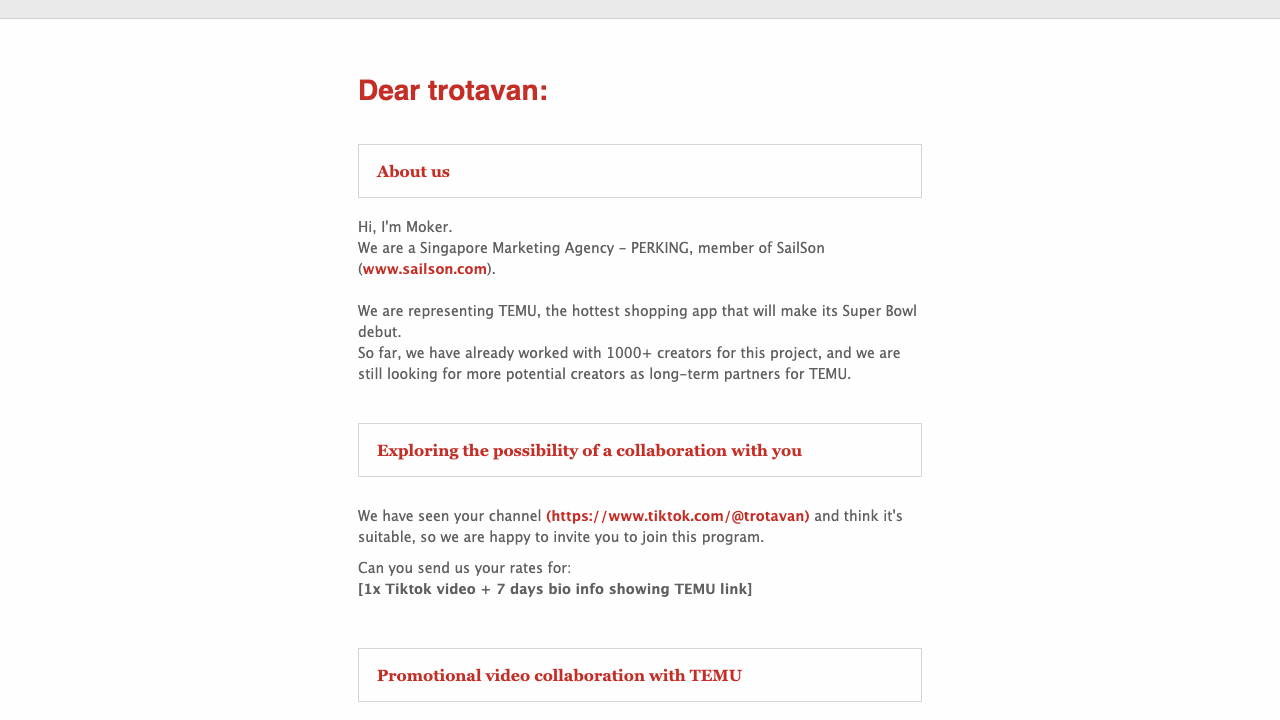 Dear trotavan:
About us
Hi, I'm Moker.
We are a Singapore Marketing Agency - PERKING, member of SailSon
(www.sailson.com).
We are representing TEMU, the hottest shopping app that will make its Super Bowl
debut.
So far, we have already worked with 1000+ creators for this project, and we are
still looking for more potential creators as long-term partners for TEMU.
Exploring the possibility of a collaboration with you
We have seen your channel (https://www.tiktok.com/@trotavan) and think it's
suitable, so we are happy to invite you to join this program.
Can you send us your rates for:
[1x Tiktok video + 7 days bio info showing TEMU link]
Promotional video collaboration with TEMU